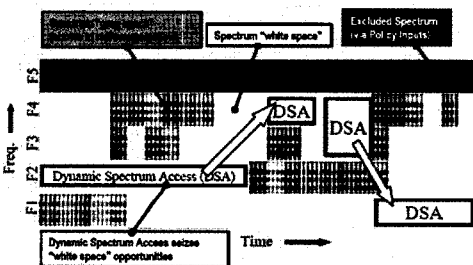 Spectrum "white space"
Excluded Spectrum
(via Policy Inputs)
F5
F4
F3
F2
F1
Freq.
DSA
DSA
Dynamic Spectrum Access (DSA)
DSA
Dynamic Spectrum Access seizes
"white space" opportunities
Time